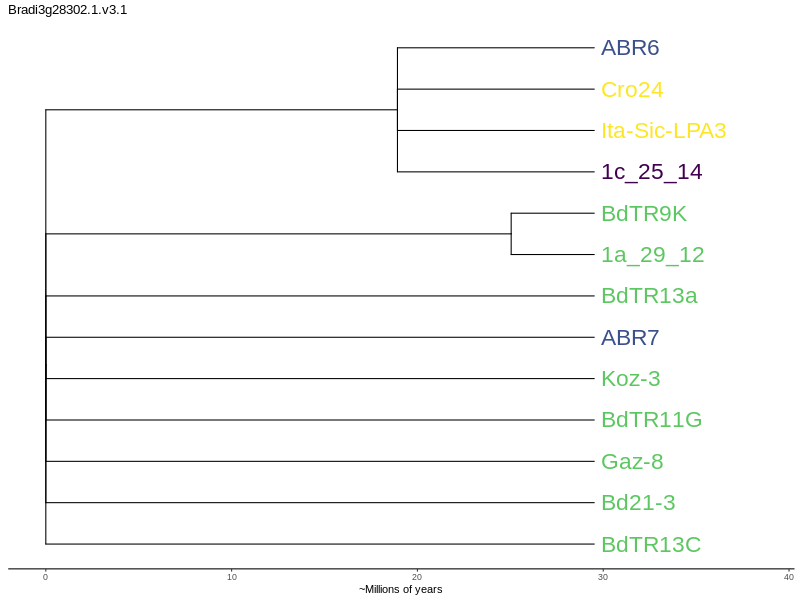 Bradi3g28302.1.v3.1
ABR6
Cro24
Ita-Sic-LPA3
1c_25_14
BdTR9K
1a_29_12
BdTR13a
ABR7
Koz-3
BdTR11G
Gaz-8
Bd21-3
BdTR13C
0 10 20 30 40
~Millions of years